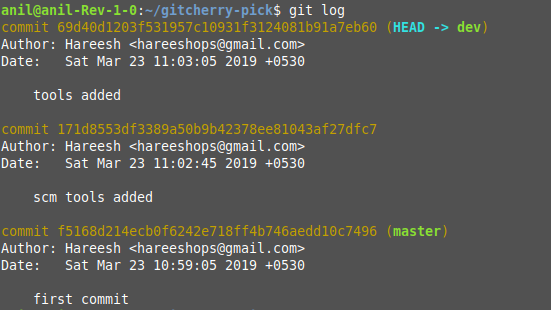 anil@anil-Rev-1-0:~/gitcherry-pick$ git log
commit 69d40d1203f531957c10931f3124081b91a7eb60 (HEAD -> dev)
Author: Hareesh <hareeshops@gmail.com>
Date:   Sat Mar 23 11:03:05 2019 +0530
tools added
commit 171d8553df3389a50b9b42378ee81043af27dfc7
Author: Hareesh <hareeshops@gmail.com>
Date:   Sat Mar 23 11:02:45 2019 +0530
scm tools added
commit f5168d214ecb0f6242e718ff4b746aedd10c7496 (master)
Author: Hareesh <hareeshops@gmail.com>
Date:   Sat Mar 23 10:59:05 2019 +0530
first commit